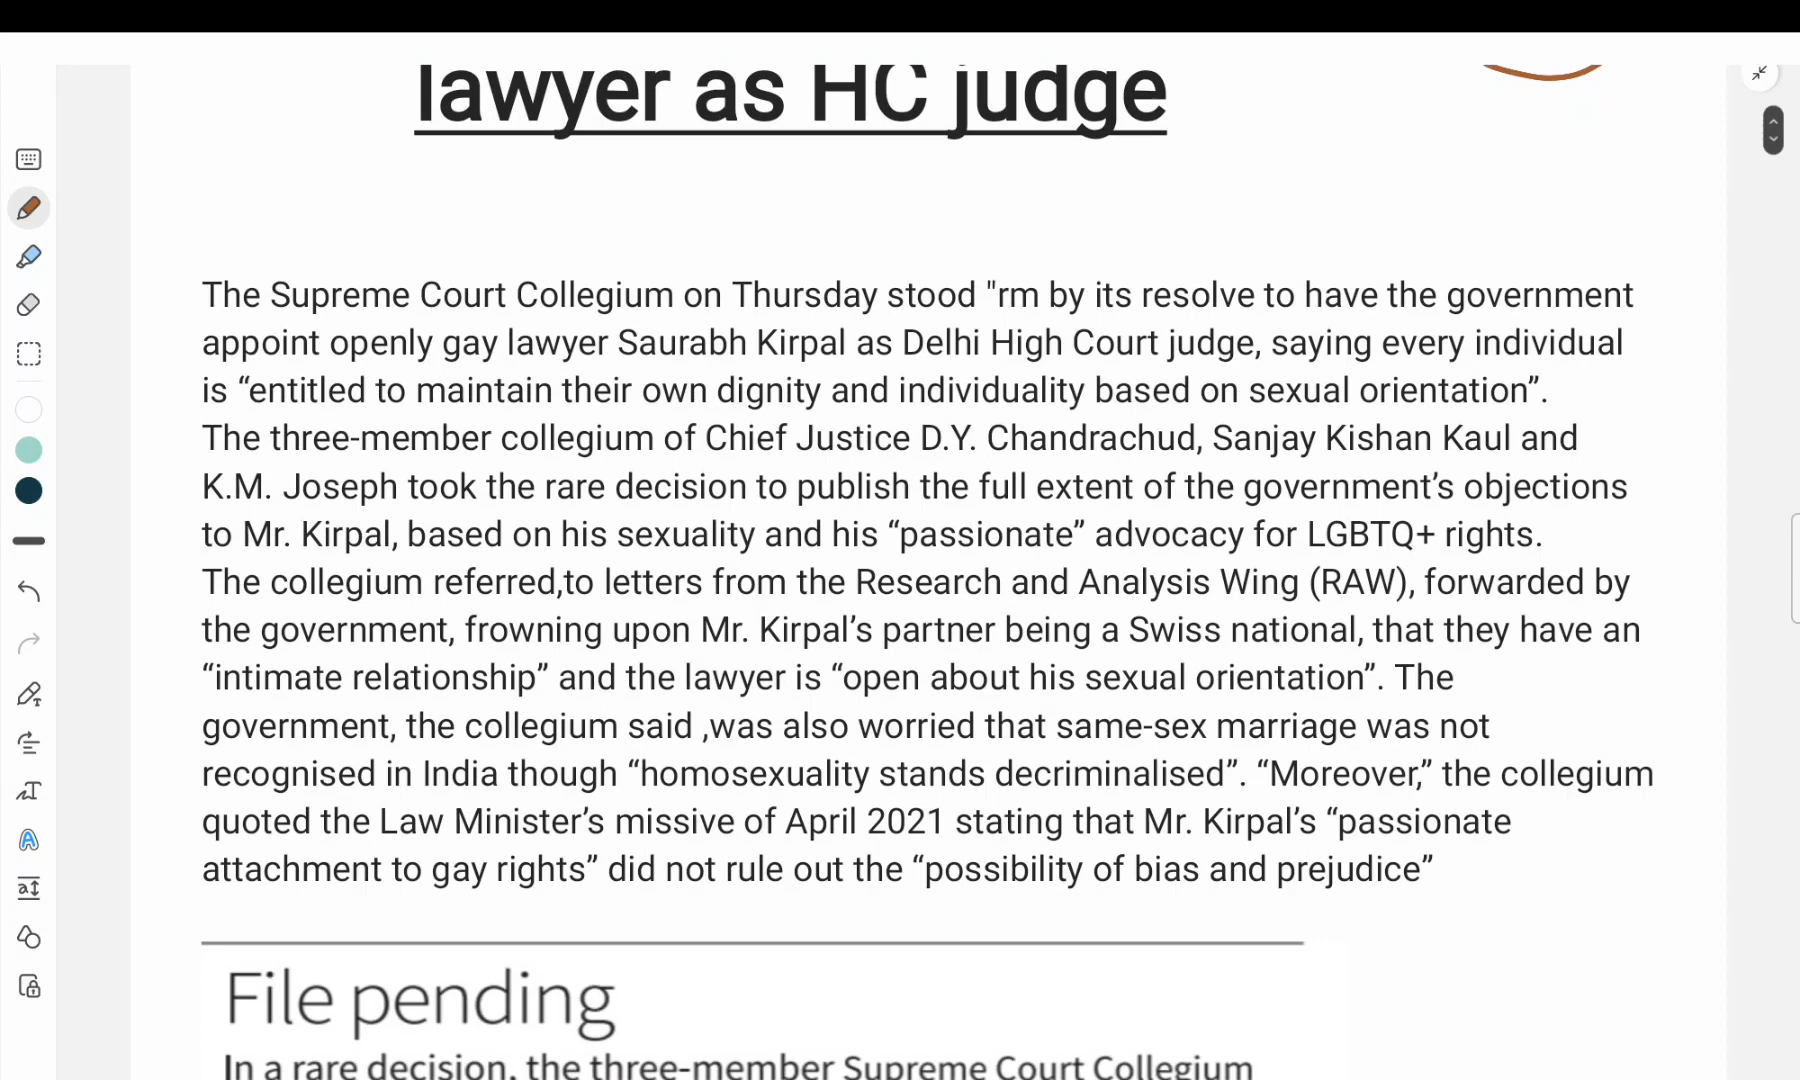 lawyer as HC judge
The Supreme Court Collegium on Thursday stood "rm by its resolve to have the government
appoint openly gay lawyer Saurabh Kirpal as Delhi High Court judge, saying every individual
is “entitled to maintain their own dignity and individuality based on sexual orientation”.
The three-member collegium of Chief Justice D.Y. Chandrachud, Sanjay Kishan Kaul and
K.M. Joseph took the rare decision to publish the full extent of the government’s objections
to Mr. Kirpal, based on his sexuality and his “passionate” advocacy for LGBTQ+ rights.
The collegium referred,to letters from the Research and Analysis Wing (RAW), forwarded by
the government, frowning upon Mr. Kirpal’s partner being a Swiss national, that they have an
“intimate relationship” and the lawyer is “open about his sexual orientation”. The
government, the collegium said ,was also worried that same-sex marriage was not
recognised in India though “homosexuality stands decriminalised”. “Moreover,” the collegium
quoted the Law Minister’s missive of April 2021 stating that Mr. Kirpal’s “passionate
attachment to gay rights” did not rule out the “possibility of bias and prejudice”
File pending
In a rare decision, the three-member Supreme Court Collegium